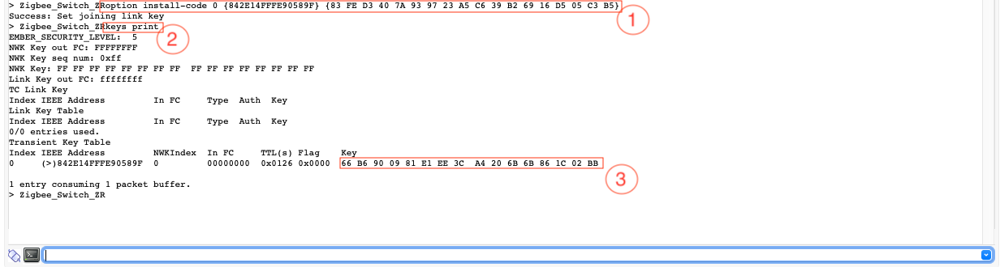 > Zigbee_Switch_ZRoption install-code 0 {842E14FFFE90589F} {83 FE D3 40 7A 93 97 23 A5 C6 39 B2 69 16 D5 05 C3 B5}
1
Success: Set joining link key
> Zigbee_Switch_ZRkeys print
2
EMBER_SECURITY_LEVEL:  5
NWK Key out FC: FFFFFFFF
NWK Key seq num: 0xff
NWK Key: FF FF FF FF FF FF FF FF  FF FF FF FF FF FF FF FF
Link Key out FC: ffffffff
TC Link Key
Index IEEE Address         In FC     Type  Auth  Key
Link Key Table
Index IEEE Address         In FC     Type  Auth  Key
0/0 entries used.
Transient Key Table
Index IEEE Address         NWKIndex  In FC     TTL(s) Flag    Key
0     (>)842E14FFFE90589F  0         00000000  0x0126 0x0000  66 B6 90 09 81 E1 EE 3C  A4 20 6B 6B 86 1C 02 BB
3
1 entry consuming 1 packet buffer.
> Zigbee_Switch_ZR